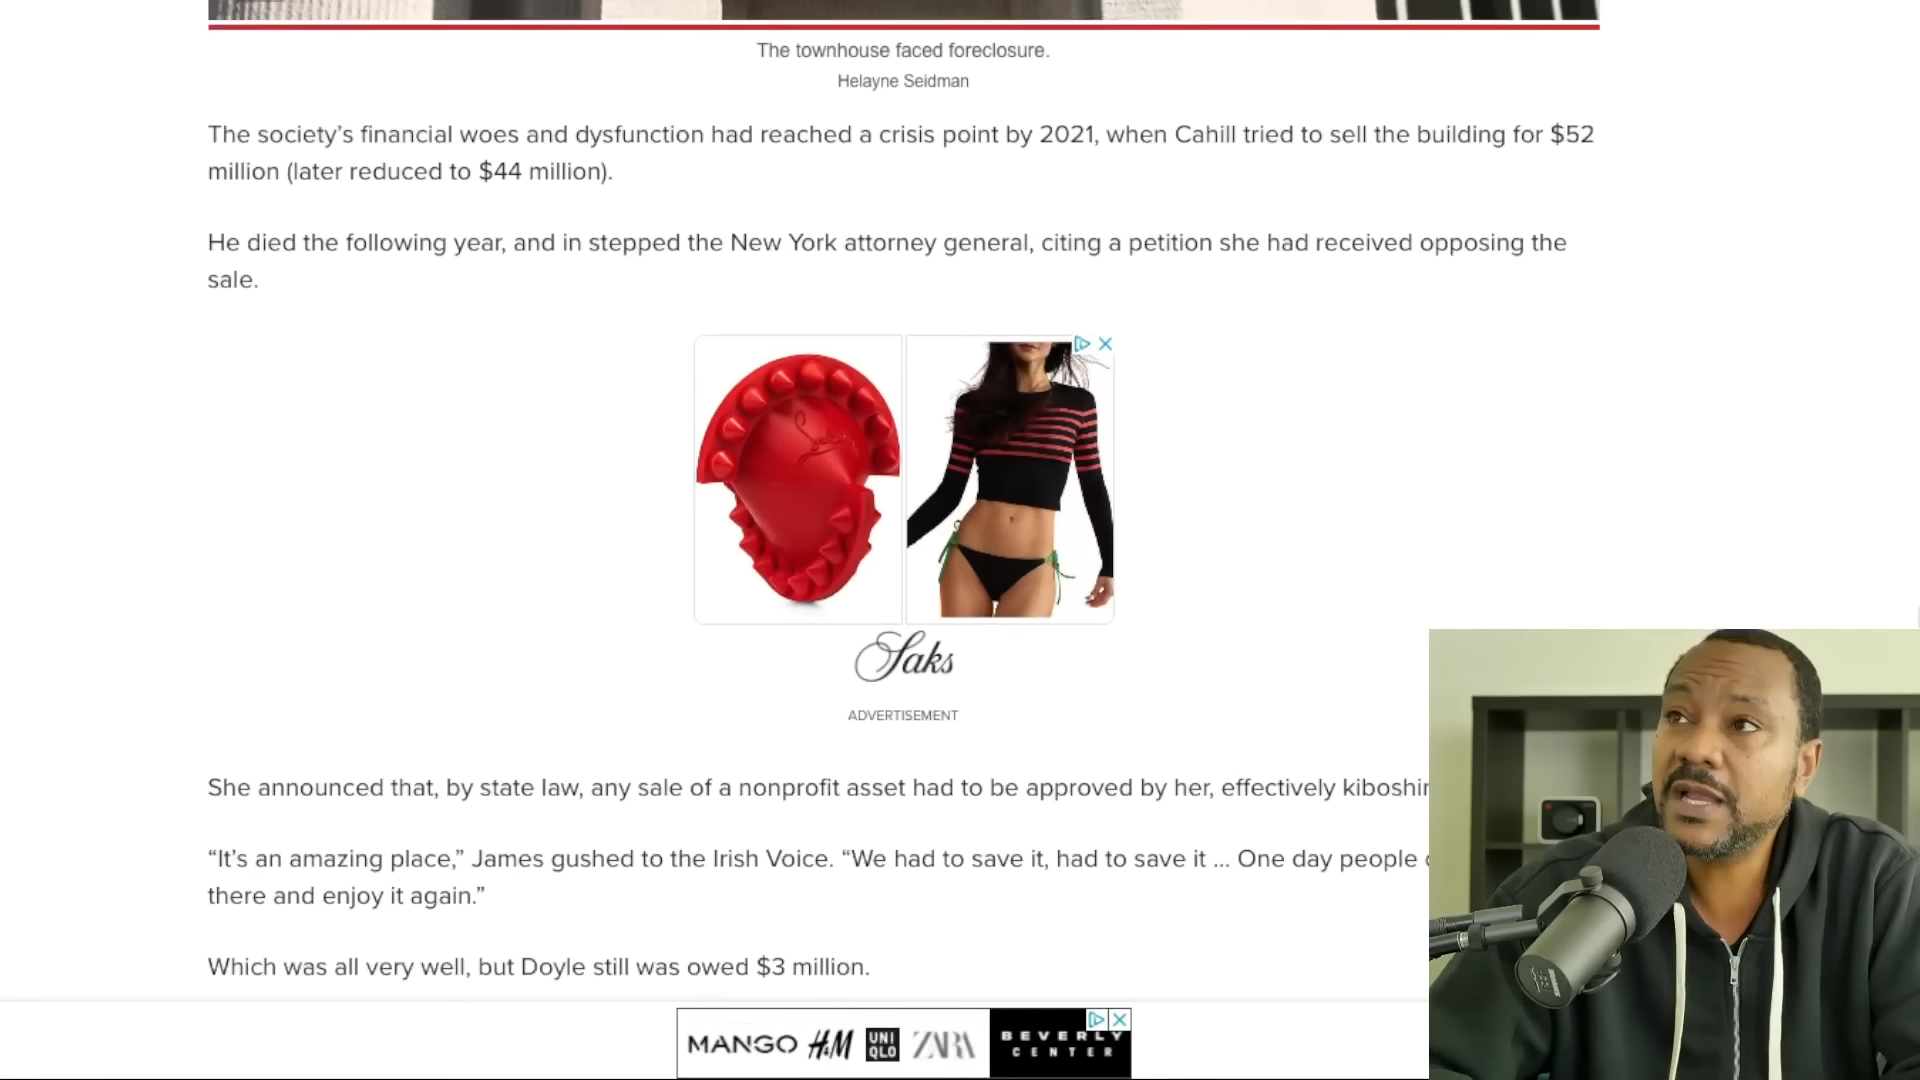 The townhouse faced foreclosure.
Helayne Seidman
The society’s financial woes and dysfunction had reached a crisis point by 2021, when Cahill tried to sell the building for $52
million (later reduced to $44 million).
He died the following year, and in stepped the New York attorney general, citing a petition she had received opposing the
sale.
Saks
ADVERTISEMENT
She announced that, by state law, any sale of a nonprofit asset had to be approved by her, effectively
“It’s an amazing place,” James gushed to the Irish Voice. “We had to save it, had to save it ... One day people
there and enjoy it again.”
Which was all very well, but Doyle still was owed $3 million.
MANGO H&M UNI QLO ZARA
BEVERLY
CENTER